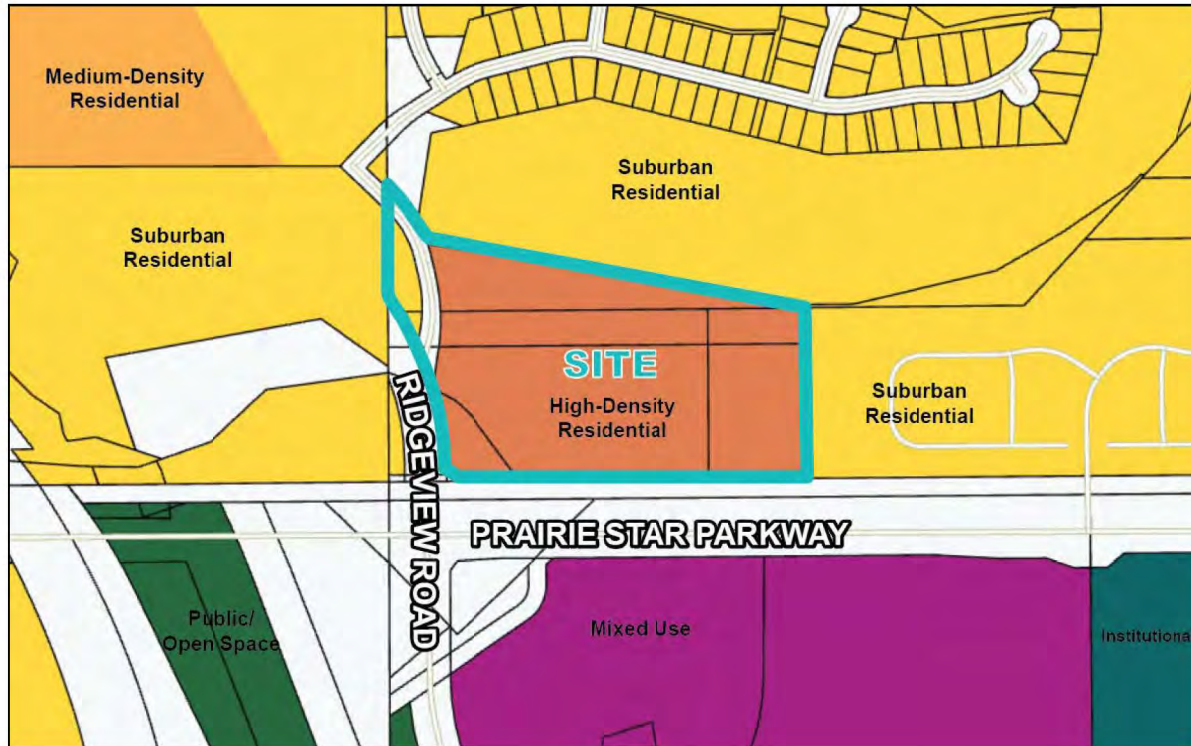 Medium-Density
Residential
Suburban
Residential
Suburban
Residential
SITE
High-Density
Residential
Suburban
Residential
RIDGEVIEW ROAD
PRAIRIE STAR PARKWAY
Public/
Open Space
Mixed Use
Institutiona